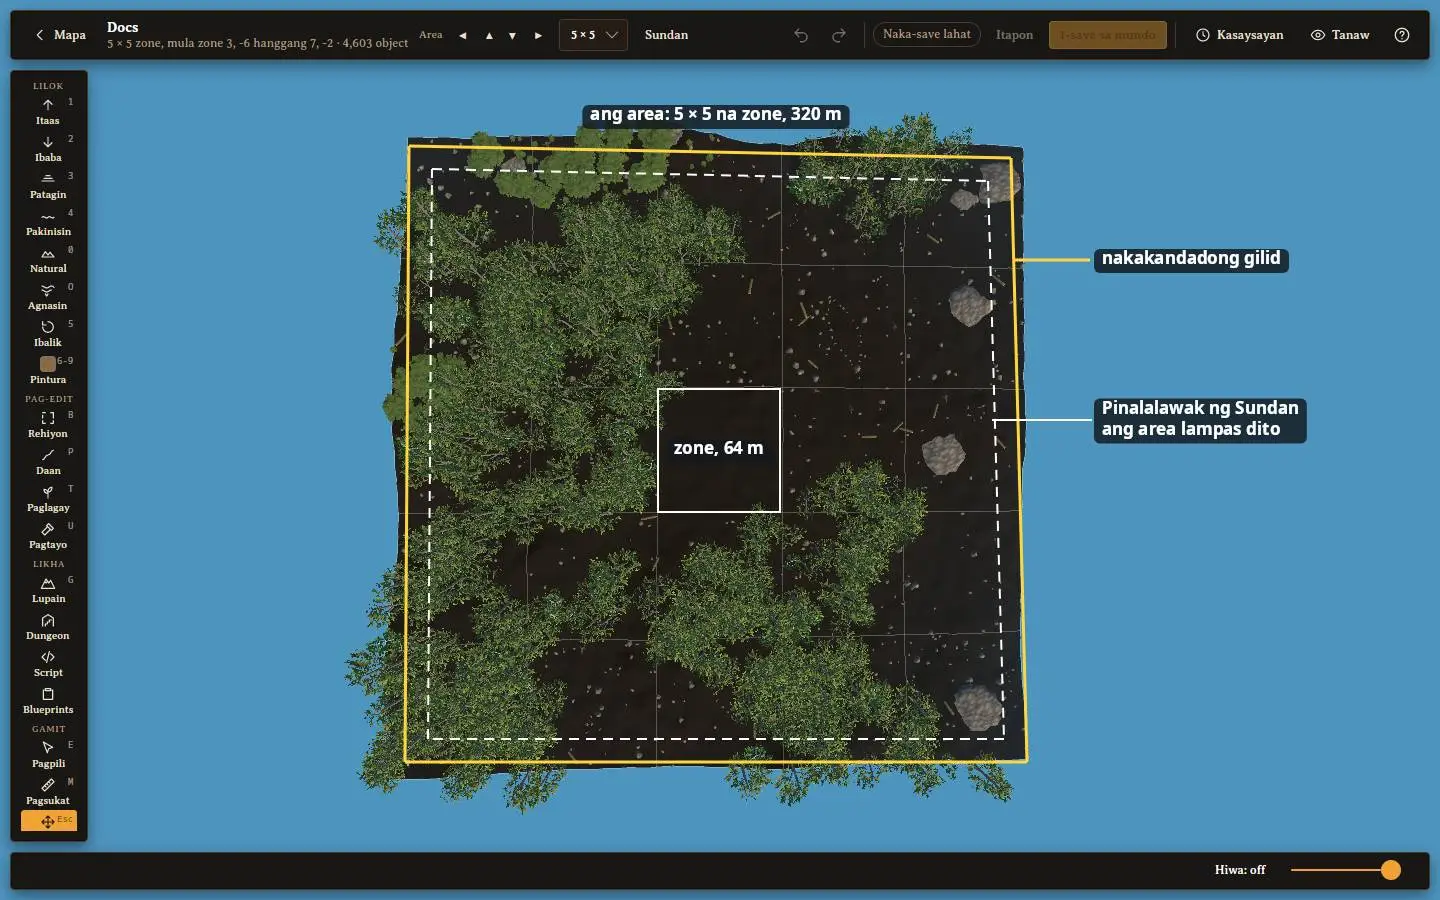 Mapa
Docs
5 × 5 zone, mula zone 3, -6 hanggang 7, -2 · 4,603 object
Area
5 × 5
Sundan
Naka-save lahat
Itapon
I-save sa mundo
Kasaysayan
Tanaw
LILOK
1
Itaas
2
Ibaba
3
Patagin
4
Pakinisin
0
Natural
O
Agnasin
5
Ibalik
6-9
Pintura
PAG-EDIT
B
Rehiyon
P
Daan
T
Paglagay
U
Pagtayo
LIKHA
G
Lupain
Dungeon
Script
Blueprints
GAMIT
E
Pagpili
M
Pagsukat
Esc
ang area: 5 × 5 na zone, 320 m
nakakandadong gilid
Pinalalawak ng Sundan
ang area lampas dito
zone, 64 m
Hiwa: off